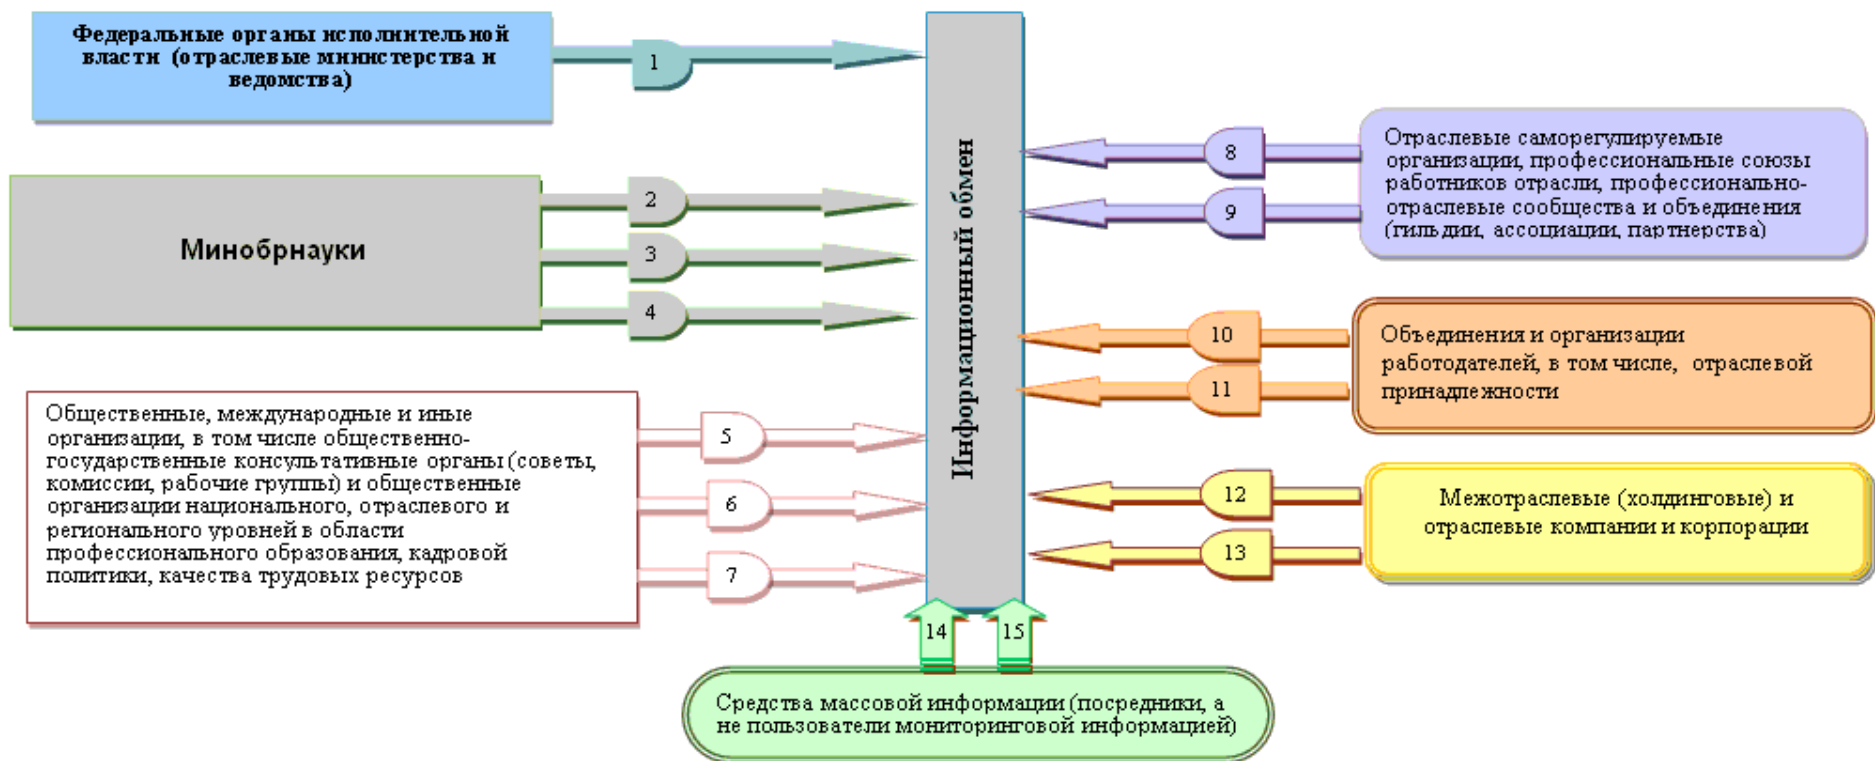 Федеральные органы исполнительной
власти (отраслевые министерства и
ведомства)
1
Минобрнауки
2
3
4
Общественные, международные и иные
организации, в том числе общественно-
государственные консультативные органы (советы,
комиссии, рабочие группы) и общественные
организации национального, отраслевого и
регионального уровней в области
профессионального образования, кадровой
политики, качества трудовых ресурсов
5
6
7
Информационный обмен
8
9
Отраслевые саморегулируемые
организации, профессиональные союзы
работников отрасли, профессионально-
отраслевые сообщества и объединения
(гильдии, ассоциации, партнерства)
10
11
Объединения и организации
работодателей, в том числе, отраслевой
принадлежности
12
13
Межотраслевые (холдинговые) и
отраслевые компании и корпорации
14
15
Средства массовой информации (посредники, а
не пользователи мониторинговой информацией)